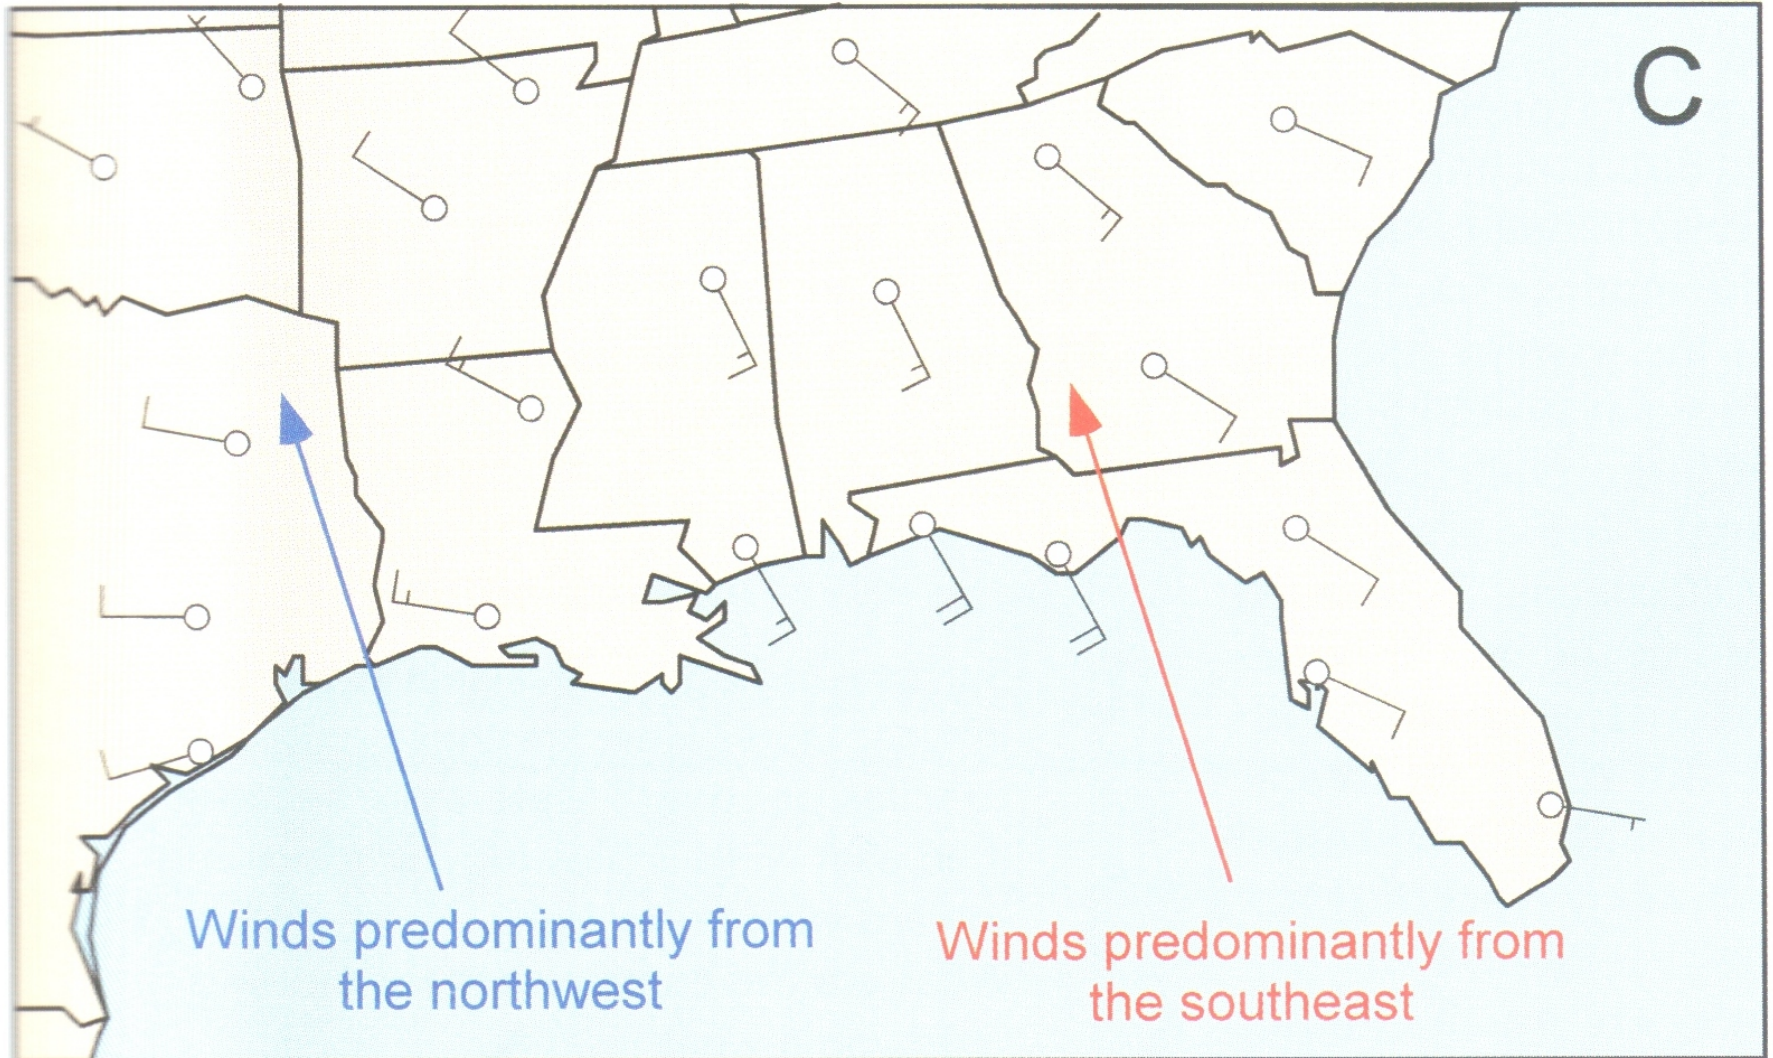 C
Winds predominantly from
the northwest
Winds predominantly from
the southeast